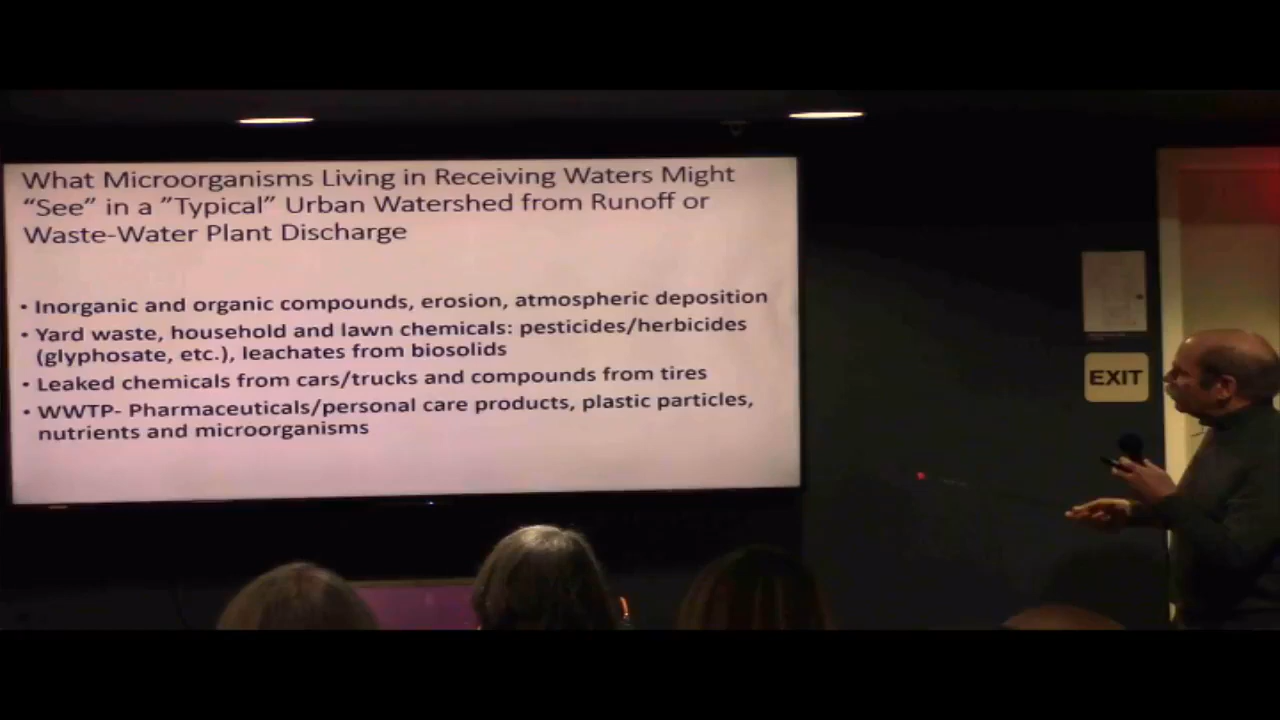 What Microorganisms Living in Receiving Waters Might
“See” in a ”Typical” Urban Watershed from Runoff or
Waste-Water Plant Discharge
• Inorganic and organic compounds, erosion, atmospheric deposition
• Yard waste, household and lawn chemicals: pesticides/herbicides
(glyphosate, etc.), leachates from biosolids
• Leaked chemicals from cars/trucks and compounds from tires
• WWTP- Pharmaceuticals/personal care products, plastic particles,
nutrients and microorganisms
EXIT